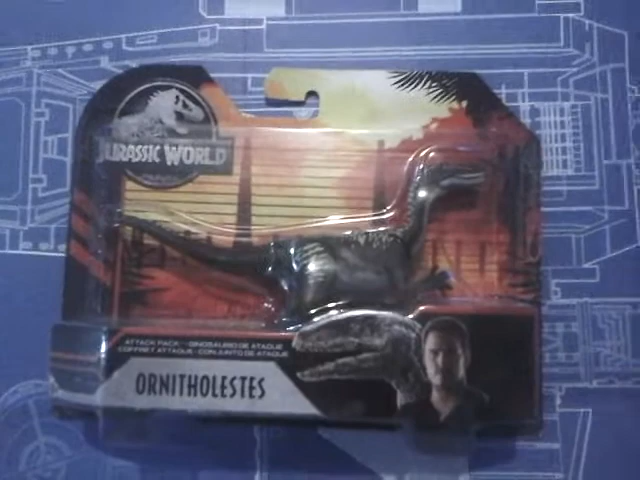 JURASSIC WORLD
ATTACK PACK · DINOSAURIO DE ATAQUE
COFFRET ATTAQUE · CONJUNTO DE ATAQUE
ORNITHOLESTES